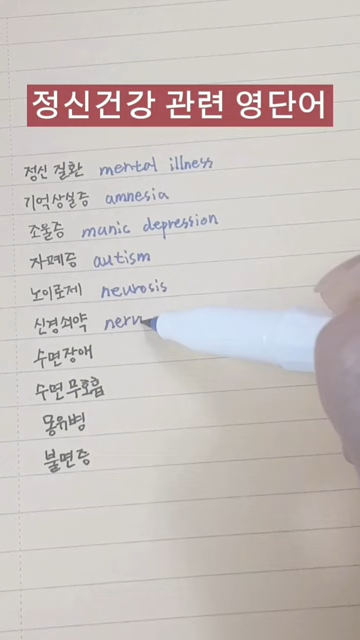 정신건강 관련 영단어
정신 질환 mental illness
기억상실증 amnesia
조울증 manic depression
자폐증 autism
노이로제 neurosis
신경쇠약 nerv
수면장애
수면 무호흡
몽유병
불면증